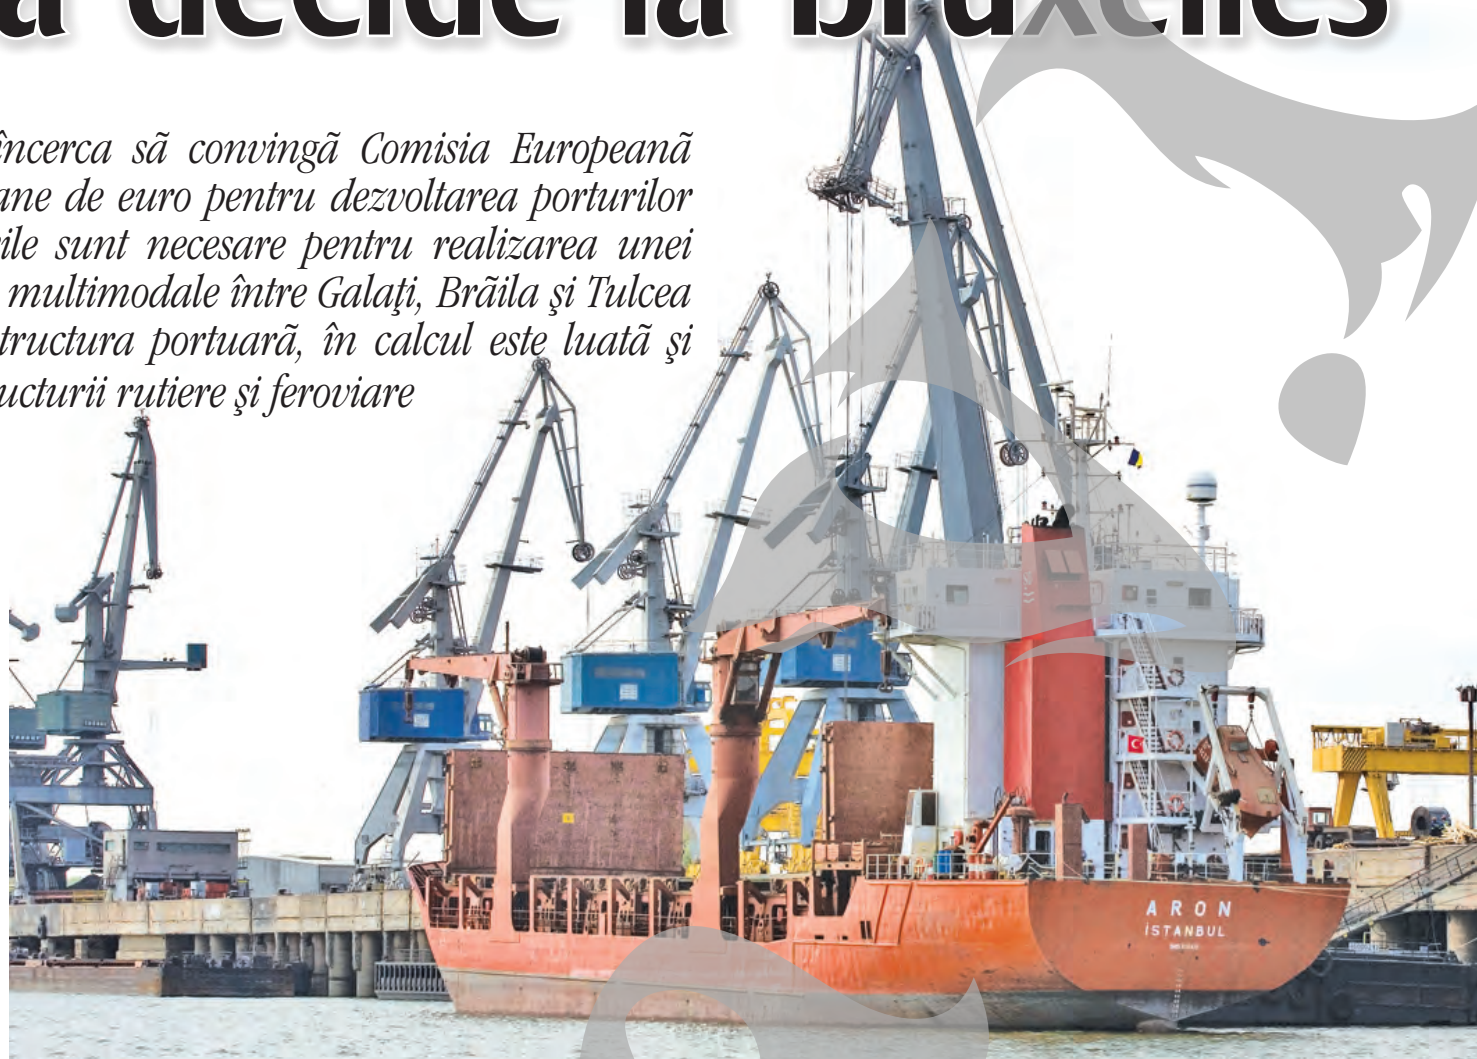 a decide la bruxelles
încerca sã convingã Comisia Europeanã
ane de euro pentru dezvoltarea porturilor
ile sunt necesare pentru realizarea unei
multimodale între Galaţi, Brãila şi Tulcea
tructura portuarã, în calcul este luatã şi
ucturii rutiere şi feroviare
ARON
İSTANBUL